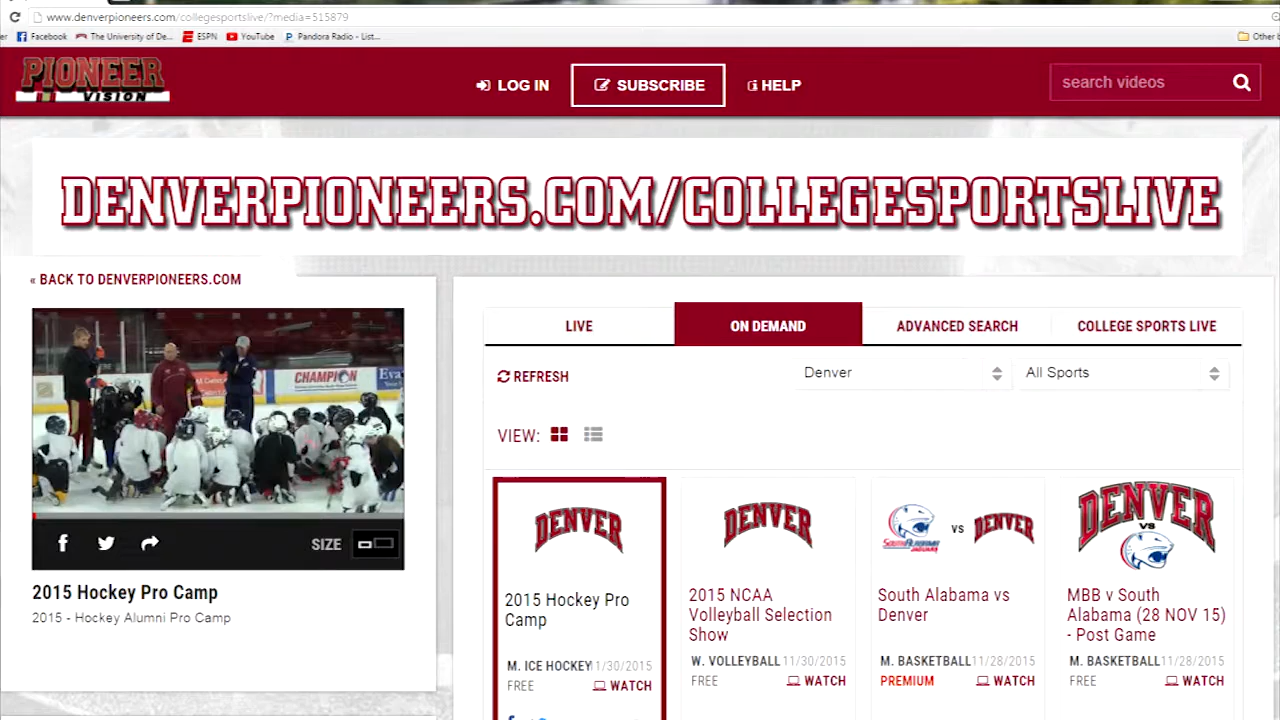 www.denverpioneers.com/collegesportslive/?media=515879
er Facebook The University of De... ESPN YouTube Pandora Radio - List... Other b
PIONEER
VISION
LOG IN SUBSCRIBE HELP search videos
DENVERPIONEERS.COM/COLLEGESPORTSLIVE
« BACK TO DENVERPIONEERS.COM
LIVE ON DEMAND ADVANCED SEARCH COLLEGE SPORTS LIVE
REFRESH Denver All Sports
VIEW:
CHAMPION
SIZE
2015 Hockey Pro Camp
2015 - Hockey Alumni Pro Camp
DENVER
2015 Hockey Pro
Camp
M. ICE HOCKEY 11/30/2015
FREE WATCH
DENVER
2015 NCAA
Volleyball Selection
Show
W. VOLLEYBALL 11/30/2015
FREE WATCH
SOUTH ALABAMA
JAGUARS
VS DENVER
South Alabama vs
Denver
M. BASKETBALL 11/28/2015
PREMIUM WATCH
DENVER
VS
MBB v South
Alabama (28 NOV 15)
- Post Game
M. BASKETBALL 11/28/2015
FREE WATCH